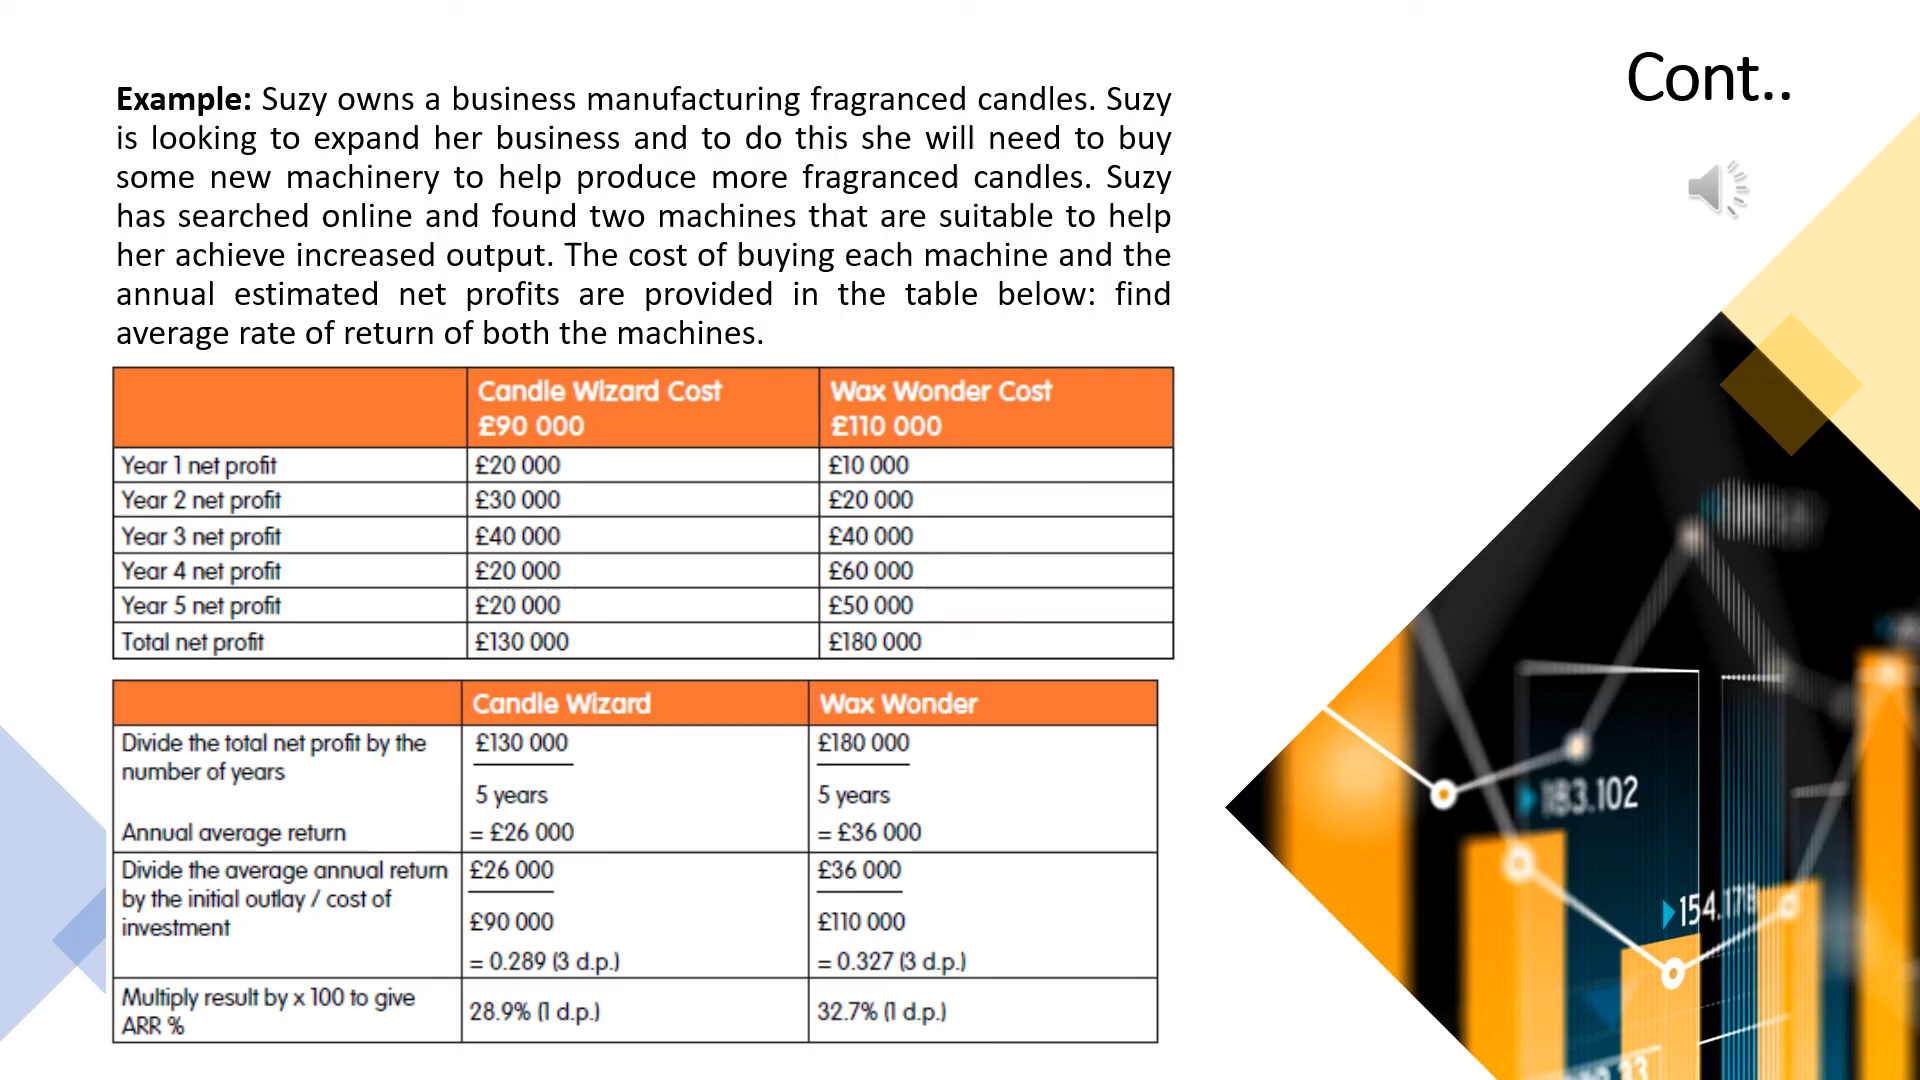 Cont..
Example: Suzy owns a business manufacturing fragranced candles. Suzy
is looking to expand her business and to do this she will need to buy
some new machinery to help produce more fragranced candles. Suzy
has searched online and found two machines that are suitable to help
her achieve increased output. The cost of buying each machine and the
annual estimated net profits are provided in the table below: find
average rate of return of both the machines.
Candle Wizard Cost £90 000 Wax Wonder Cost £110 000
Year 1 net profit £20 000 £10 000
Year 2 net profit £30 000 £20 000
Year 3 net profit £40 000 £40 000
Year 4 net profit £20 000 £60 000
Year 5 net profit £20 000 £50 000
Total net profit £130 000 £180 000
Candle Wizard Wax Wonder
Divide the total net profit by the £130 000 £180 000
number of years
5 years 5 years
Annual average return = £26 000 = £36 000
Divide the average annual return £26 000 £36 000
by the initial outlay / cost of
investment £90 000 £110 000
= 0.289 (3 d.p.) = 0.327 (3 d.p.)
Multiply result by x 100 to give
ARR % 28.9% (1 d.p.) 32.7% (1 d.p.)
183.102
154.178